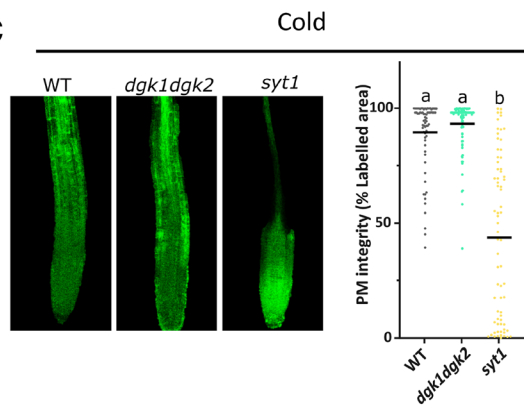 C
Cold
WT dgk1dgk2 syt1
a a b
PM integrity (% Labelled area)
100
50
0
WT
dgk1dgk2
syt1